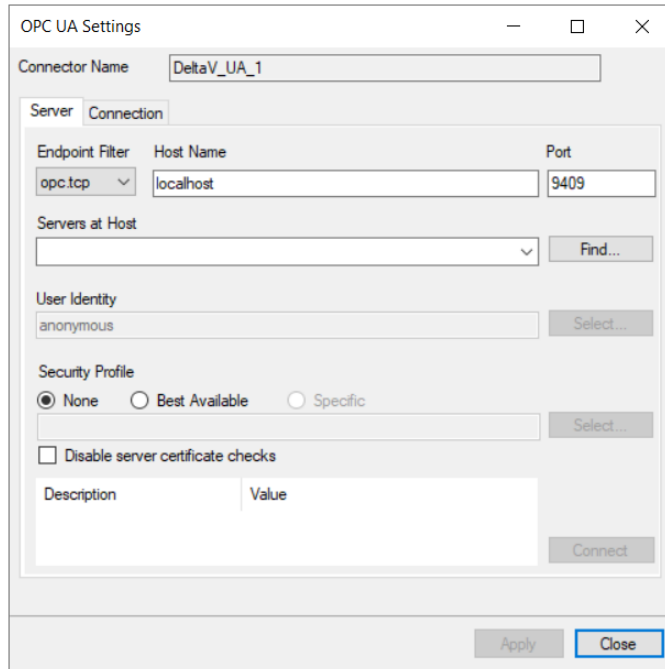 OPC UA Settings
Connector Name DeltaV_UA_1
Server Connection
Endpoint Filter Host Name Port
opc.tcp localhost 9409
Servers at Host
Find...
User Identity
anonymous Select...
Security Profile
None Best Available Specific
Select...
Disable server certificate checks
Description Value
Connect
Apply Close